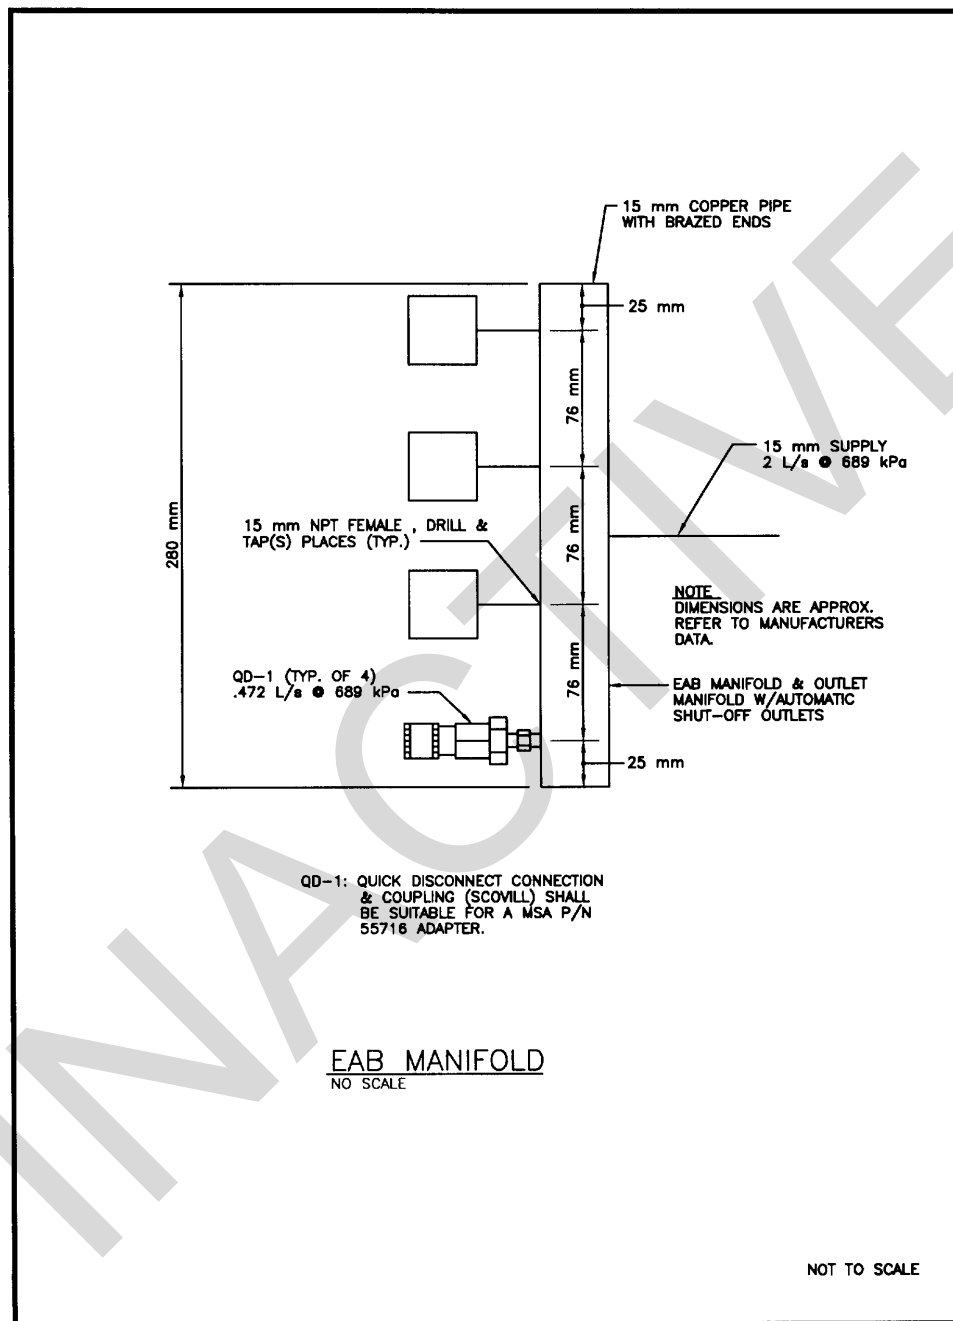 15 mm COPPER PIPE
WITH BRAZED ENDS
25 mm
76 mm
15 mm SUPPLY
2 L/s @ 689 kPa
280 mm
15 mm NPT FEMALE , DRILL &
TAP(S) PLACES (TYP.)
76 mm
NOTE
DIMENSIONS ARE APPROX.
REFER TO MANUFACTURERS
DATA.
QD-1 (TYP. OF 4)
.472 L/s @ 689 kPa
76 mm
EAB MANIFOLD & OUTLET
MANIFOLD W/AUTOMATIC
SHUT-OFF OUTLETS
25 mm
QD-1: QUICK DISCONNECT CONNECTION
& COUPLING (SCOVILL) SHALL
BE SUITABLE FOR A MSA P/N
55716 ADAPTER.
EAB MANIFOLD
NO SCALE
NOT TO SCALE
INACTIVE